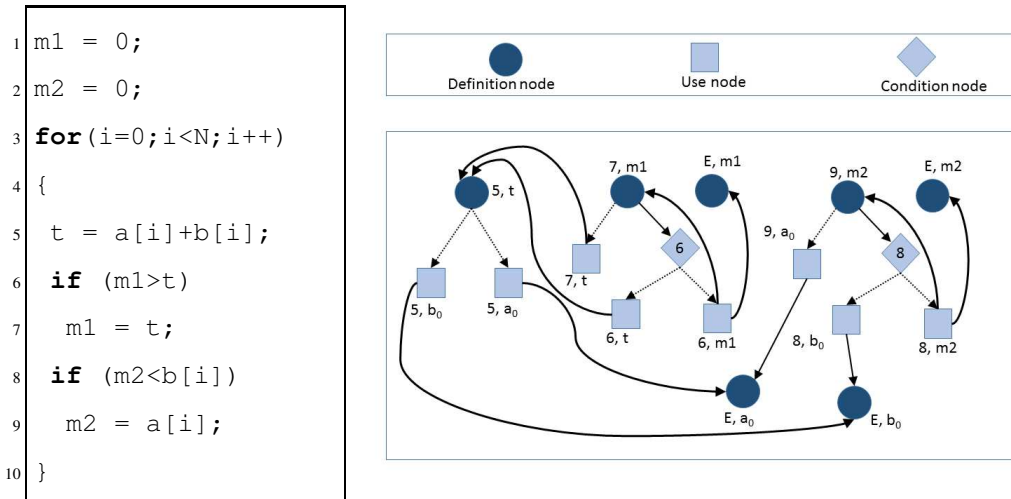 1 m1 = 0;
2 m2 = 0;
3 for(i=0;i<N;i++)
4 {
5 t = a[i]+b[i];
6 if (m1>t)
7 m1 = t;
8 if (m2<b[i])
9 m2 = a[i];
10 }
Definition node
Use node
Condition node
5, t
7, m1
E, m1
9, m2
E, m2
9, a₀
6
8
7, t
5, b₀
5, a₀
6, t
6, m1
8, b₀
8, m2
E, a₀
E, b₀